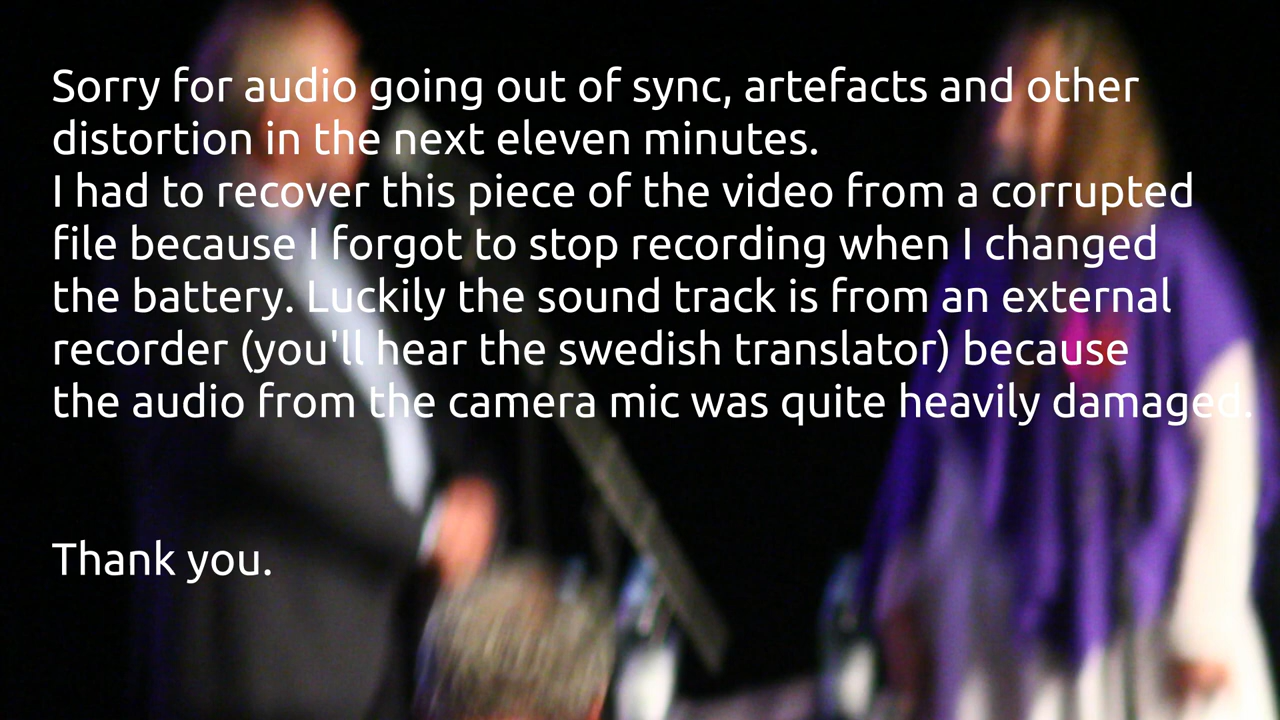 Sorry for audio going out of sync, artefacts and other
distortion in the next eleven minutes.
I had to recover this piece of the video from a corrupted
file because I forgot to stop recording when I changed
the battery. Luckily the sound track is from an external
recorder (you'll hear the swedish translator) because
the audio from the camera mic was quite heavily damaged.
Thank you.